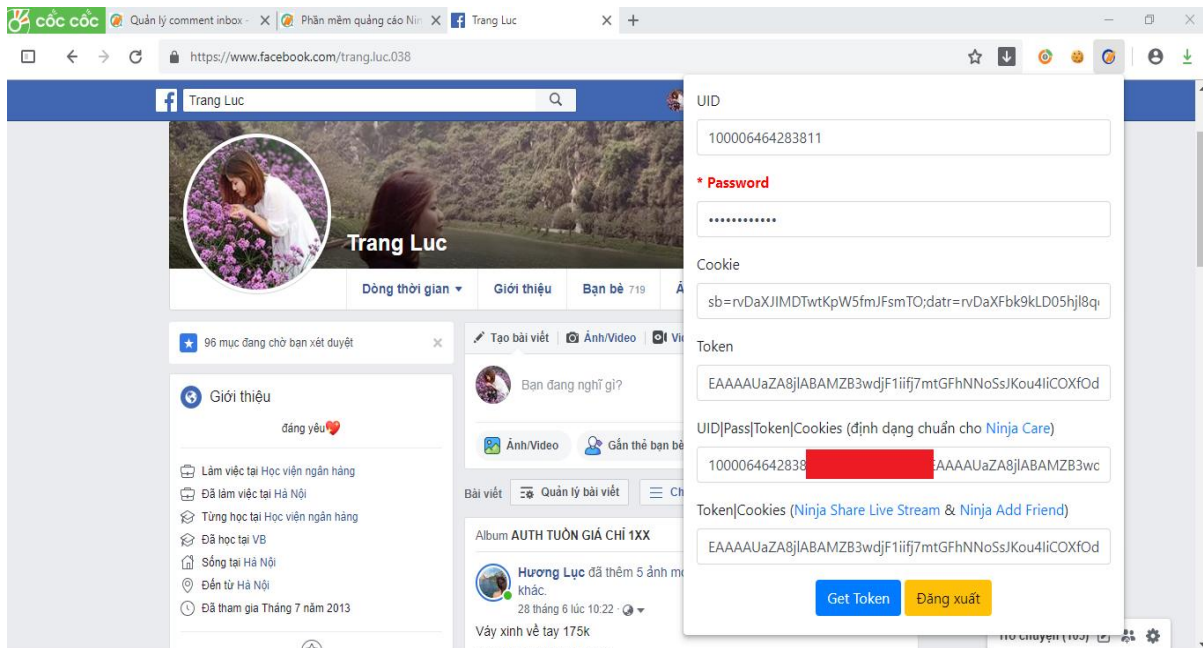 cốc cốc
Quản lý comment inbox -
Phần mềm quảng cáo Nin
Trang Luc
https://www.facebook.com/trang.luc.038
Trang Luc
Trang Luc
Dòng thời gian
Giới thiệu
Bạn bè 719
96 mục đang chờ bạn xét duyệt
Giới thiệu
đáng yêu
Làm việc tại Học viện ngân hàng
Đã làm việc tại Hà Nội
Từng học tại Học viện ngân hàng
Đã học tại VB
Sống tại Hà Nội
Đến từ Hà Nội
Đã tham gia Tháng 7 năm 2013
Tạo bài viết
Ảnh/Video
Bạn đang nghĩ gì?
Ảnh/Video
Gắn thẻ bạn bè
Bài viết
Quản lý bài viết
Album AUTH TUỒN GIÁ CHỈ 1XX
Hương Lục đã thêm 5 ảnh
khác.
28 tháng 6 lúc 10:22
Váy xinh về tay 175k
UID
100006464283811
* Password
Cookie
Token
UID|Pass|Token|Cookies (định dạng chuẩn cho Ninja Care)
1000064642838
Token|Cookies (Ninja Share Live Stream & Ninja Add Friend)
Get Token
Đăng xuất